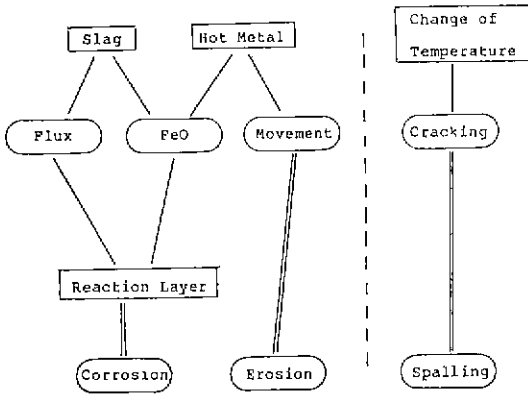 Slag
Hot Metal
Change of
Temperature
Flux
FeO
Movement
Cracking
Reaction Layer
Corrosion
Erosion
Spalling